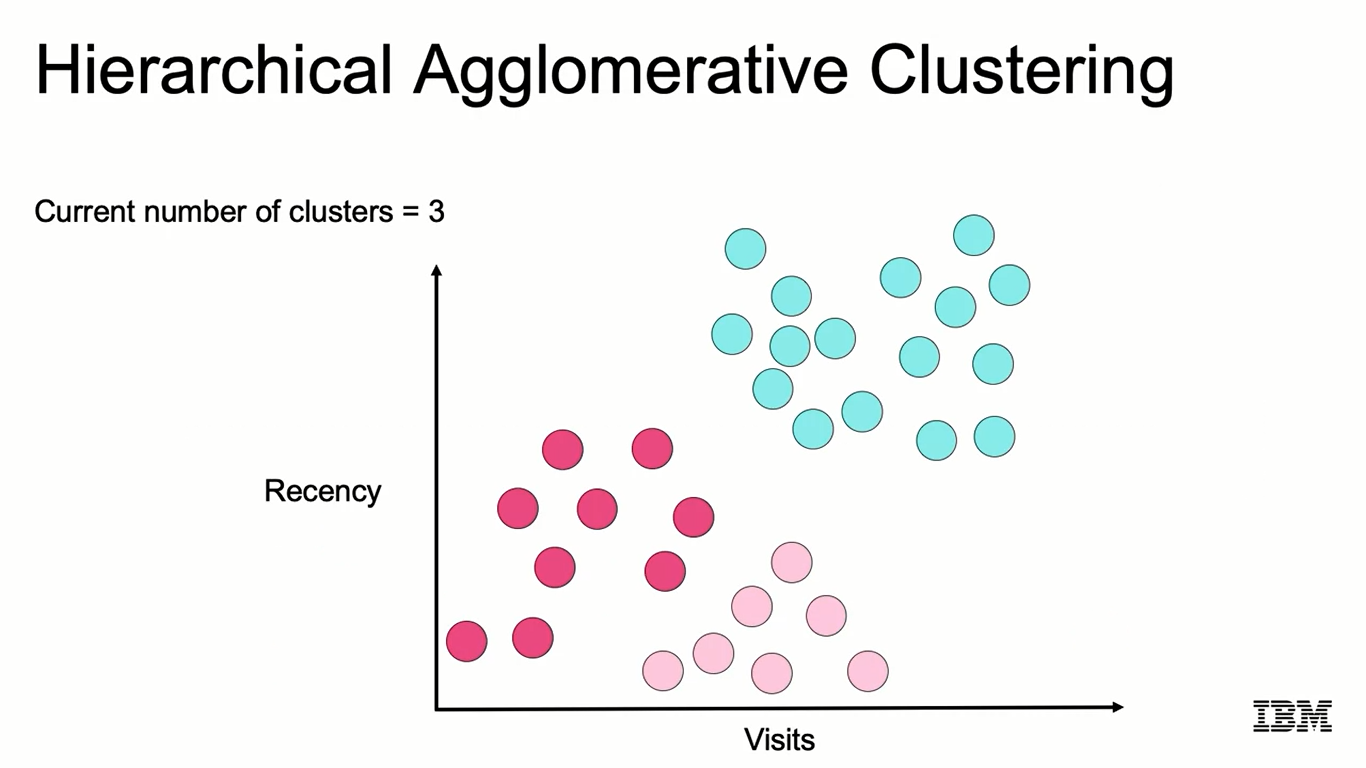 Hierarchical Agglomerative Clustering
Current number of clusters = 3
Recency
Visits
IBM